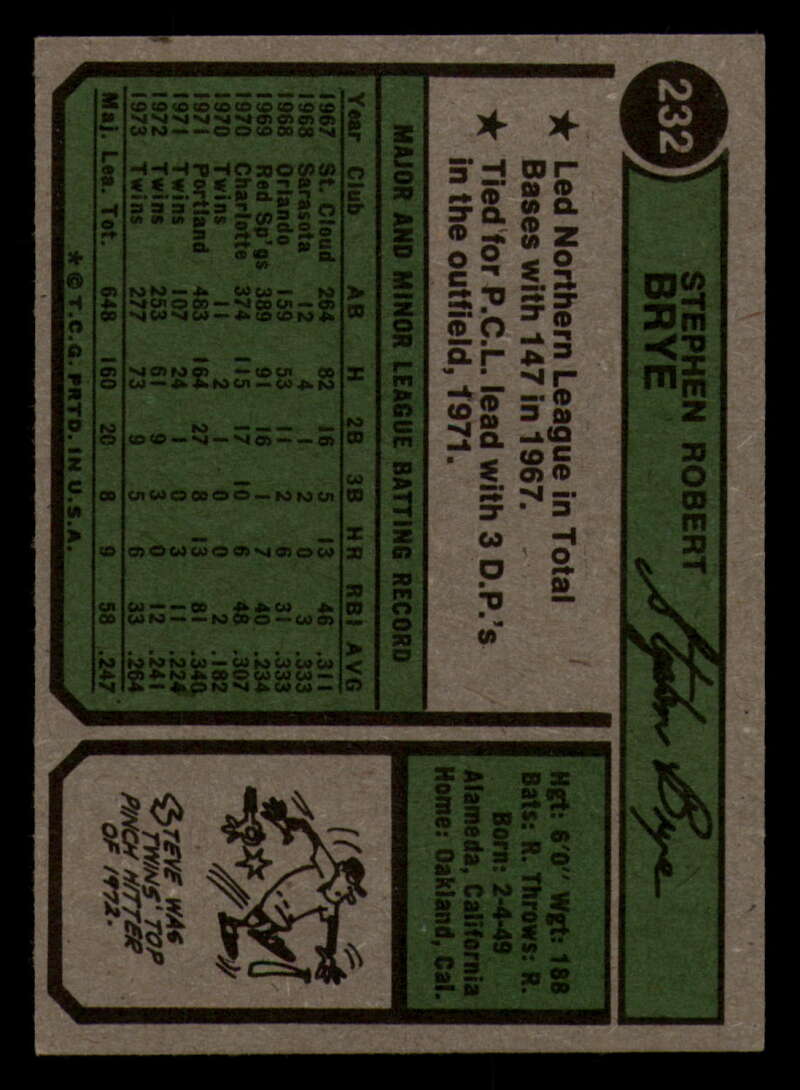 232
STEPHEN ROBERT
BRYE
Stephen Brye
★ Led Northern League in Total
Bases with 147 in 1967.
★ Tied for P.C.L. lead with 3 D.P.'s
in the outfield, 1971.
MAJOR AND MINOR LEAGUE BATTING RECORD
Year Club AB H 2B 3B HR RBI AVG
1967 St. Cloud 264 82 16 5 13 46 .311
1968 Sarasota 12 4 1 2 0 3 .333
1968 Orlando 159 53 11 2 6 31 .333
1969 Red Sp'gs 389 91 16 1 7 40 .234
1970 Charlotte 374 115 17 10 6 48 .307
1970 Twins 11 2 1 0 0 2 .182
1971 Portland 483 164 27 8 13 81 .340
1971 Twins 107 24 1 0 3 11 .224
1972 Twins 253 61 9 3 0 12 .241
1973 Twins 277 73 9 5 6 33 .264
Maj. Lea. Tot. 648 160 20 8 9 58 .247
* © T.C.G. PRTD. IN U.S.A.
Hgt: 6'0" Wgt: 188
Bats: R. Throws: R.
Born: 2-4-49
Alameda, California
Home: Oakland, Cal.
STEVE WAS
TWINS' TOP
PINCH HITTER
OF 1972.